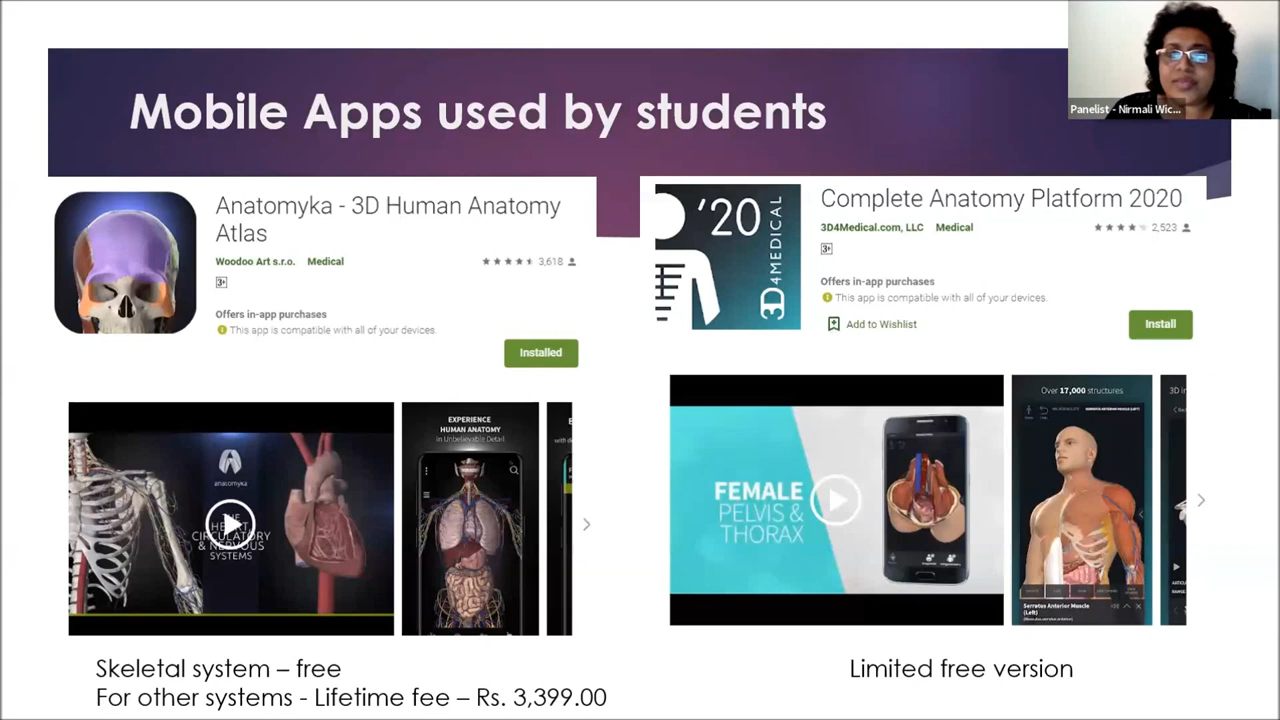 Mobile Apps used by students
Panelist - Nirmali Wic...
Anatomyka - 3D Human Anatomy
Atlas
Woodoo Art s.r.o. Medical
3,618
3+
Offers in-app purchases
This app is compatible with all of your devices.
Installed
anatomyka
THE
HEART
CIRCULATORY
& NERVOUS
SYSTEMS
EXPERIENCE
HUMAN ANATOMY
in Unbelievable Detail
'20
3D4MEDICAL
Complete Anatomy Platform 2020
3D4Medical.com, LLC Medical
2,523
3+
Offers in-app purchases
This app is compatible with all of your devices.
Add to Wishlist
Install
FEMALE
PELVIS &
THORAX
Over 17,000 structures
Serratus Anterior Muscle
(Left)
3D
Skeletal system – free
For other systems - Lifetime fee – Rs. 3,399.00
Limited free version